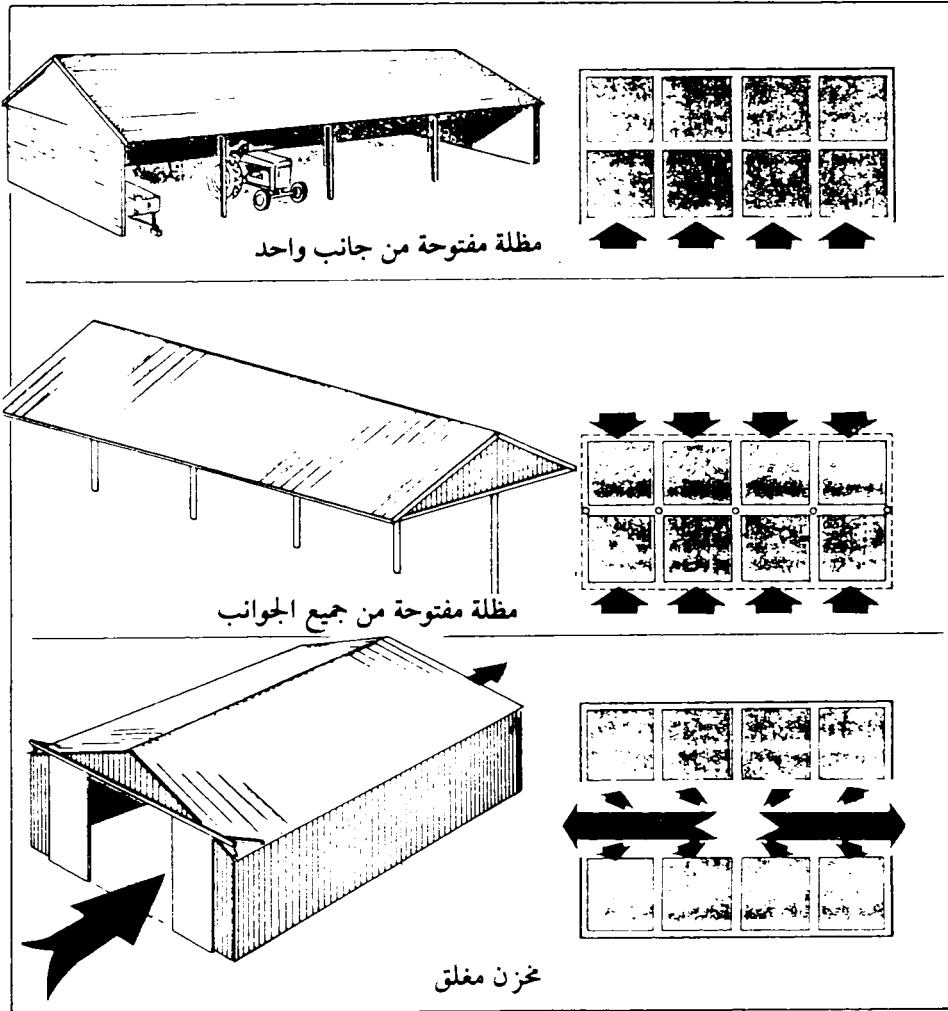 مظلة مفتوحة من جانب واحد
مظلة مفتوحة من جميع الجوانب
مخزن مغلق